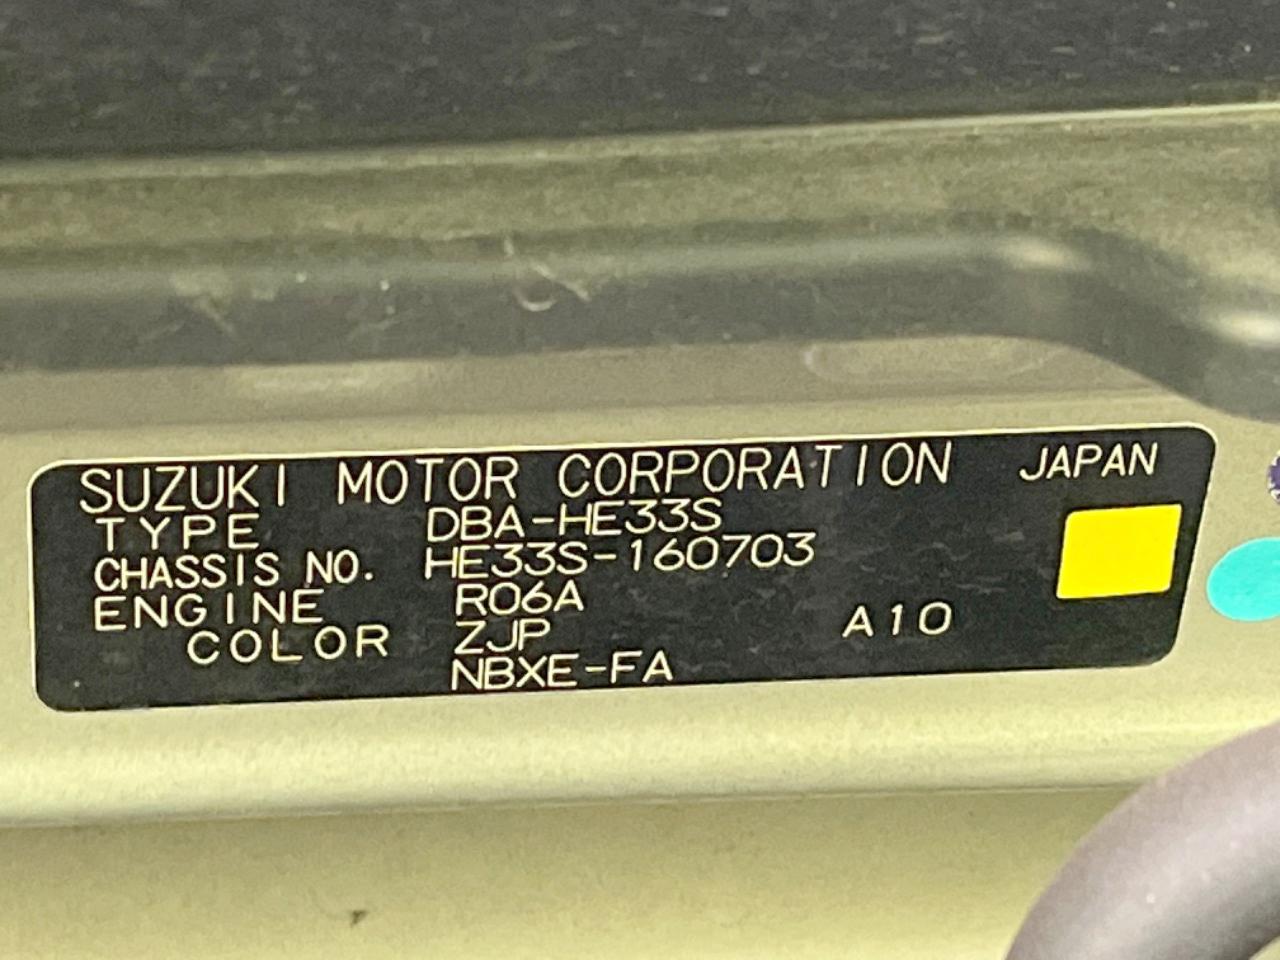 SUZUKI MOTOR CORPORATION JAPAN
TYPE DBA-HE33S
CHASSIS NO. HE33S-160703
ENGINE R06A
COLOR ZJP A10
NBXE-FA